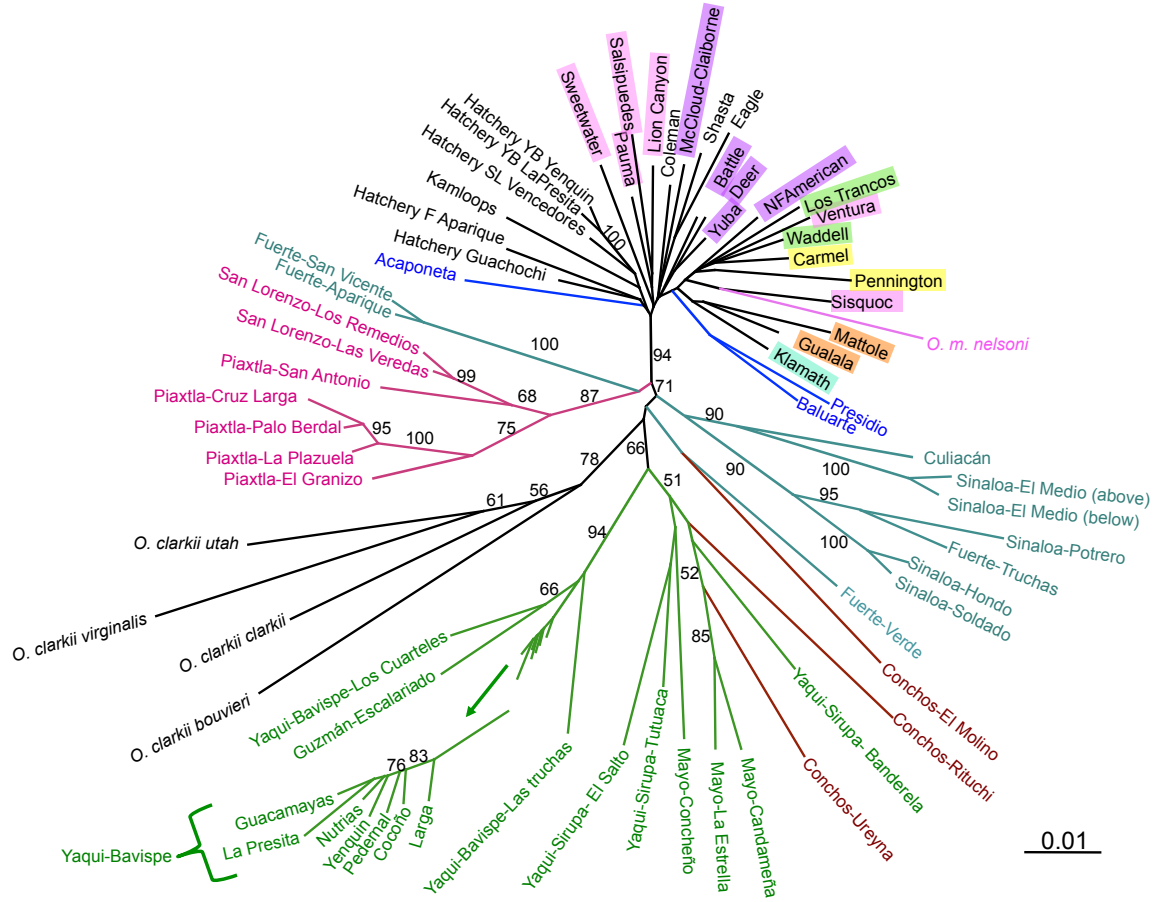 Sweetwater
Salsipuedes
Pauma
Lion Canyon
Coleman
McCloud-Claiborne
Shasta
Eagle
Battle
Deer
Yuba
NFAmerican
Los Trancos
Ventura
Waddell
Carmel
Pennington
Sisquoc
O. m. nelsoni
Mattole
Gualala
Klamath
Presidio
Baluarte
Hatchery YB Yenquin
Hatchery YB LaPresita
Hatchery SL Vencedores
100
Kamloops
Hatchery F Aparique
Hatchery Guachochi
Acaponeta
Fuerte-San Vicente
Fuerte-Aparique
100
94
71
San Lorenzo-Los Remedios
San Lorenzo-Las Veredas
99
Piaxtla-San Antonio
68
87
Piaxtla-Cruz Larga
Piaxtla-Palo Berdal
95
100
75
Piaxtla-La Plazuela
Piaxtla-El Granizo
90
Culiacán
100
Sinaloa-El Medio (above)
Sinaloa-El Medio (below)
95
Sinaloa-Potrero
Fuerte-Truchas
100
Sinaloa-Hondo
Sinaloa-Soldado
90
Fuerte-Verde
78
66
51
61
56
O. clarkii utah
O. clarkii virginalis
O. clarkii clarkii
O. clarkii bouvieri
94
66
52
85
Yaqui-Bavispe-Los Cuarteles
Guzmán-Escalariado
Conchos-El Molino
Conchos-Rituchi
Yaqui-Sirupa- Banderela
Conchos-Ureyna
Mayo-Candameña
Mayo-La Estrella
Mayo-Concheño
Yaqui-Sirupa-Tutuaca
Yaqui-Sirupa- El Salto
Yaqui-Bavispe-Las truchas
76
83
Guacamayas
La Presita
Nutrias
Yenquin
Pedernal
Cocoño
Larga
Yaqui-Bavispe
0.01